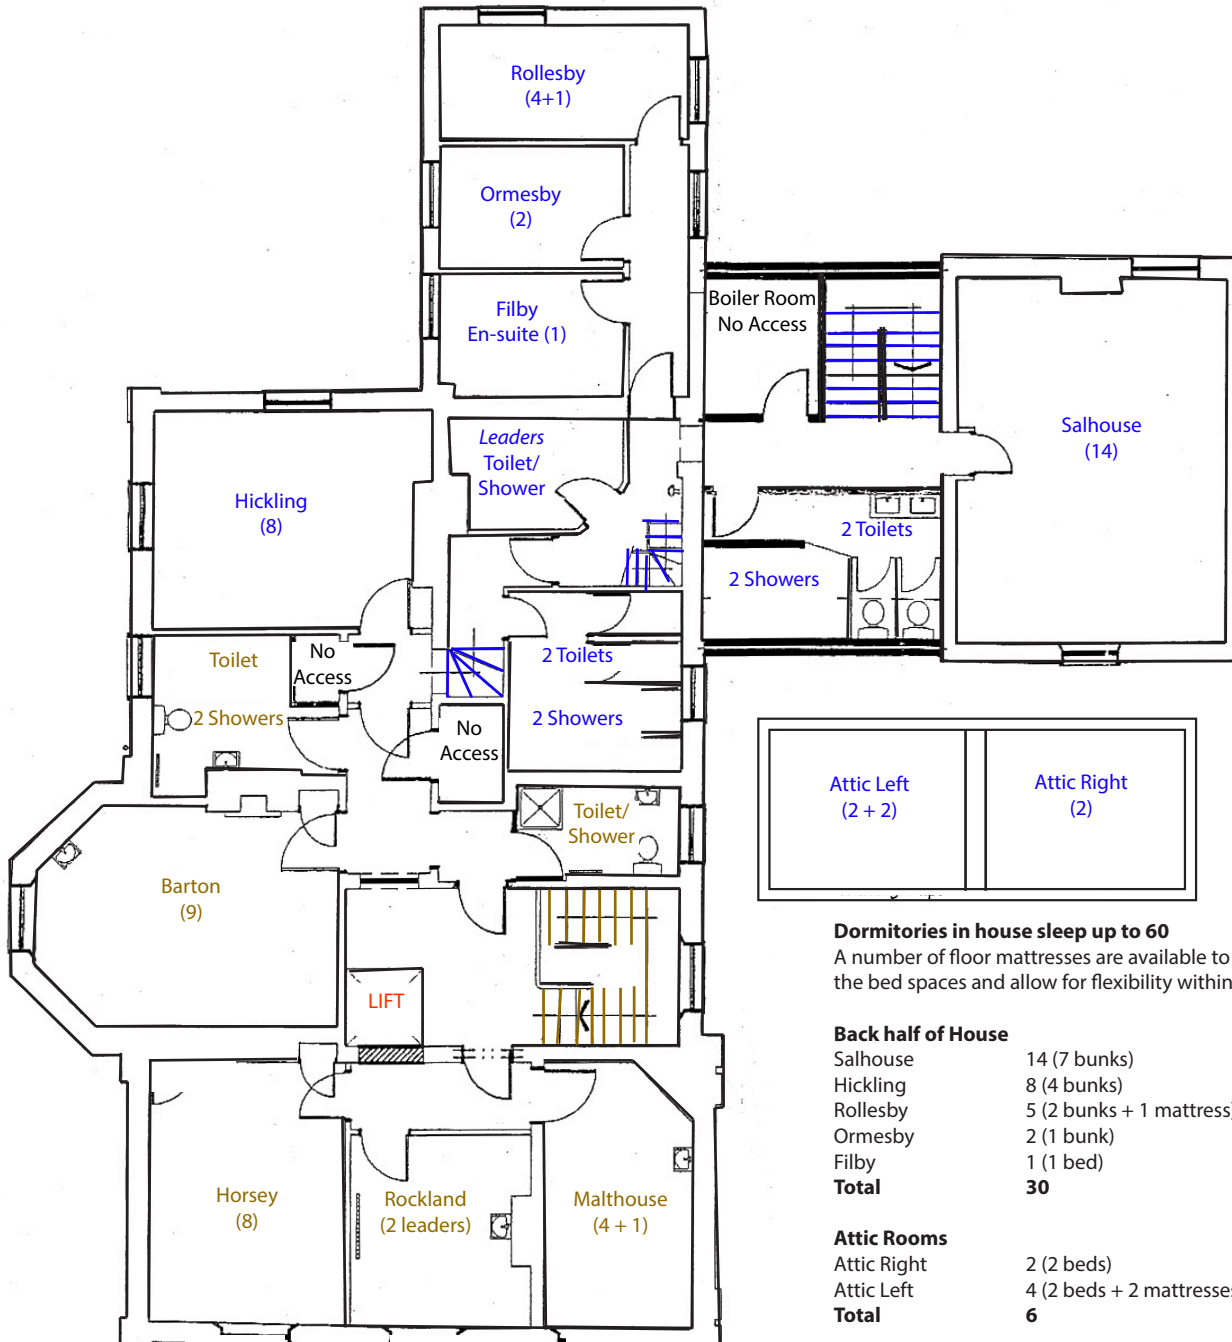 Rollesby
(4+1)
Ormesby
(2)
Filby
En-suite (1)
Boiler Room
No Access
Salhouse
(14)
Leaders
Toilet/
Shower
Hickling
(8)
2 Toilets
2 Showers
Toilet
2 Showers
No
Access
2 Toilets
2 Showers
No
Access
Toilet/
Shower
Attic Left
(2 + 2)
Attic Right
(2)
Barton
(9)
LIFT
Horsey
(8)
Rockland
(2 leaders)
Malthouse
(4 + 1)
Dormitories in house sleep up to 60
A number of floor mattresses are available to
the bed spaces and allow for flexibility within
Back half of House
Salhouse 14 (7 bunks)
Hickling 8 (4 bunks)
Rollesby 5 (2 bunks + 1 mattress)
Ormesby 2 (1 bunk)
Filby 1 (1 bed)
Total 30
Attic Rooms
Attic Right 2 (2 beds)
Attic Left 4 (2 beds + 2 mattresses
Total 6